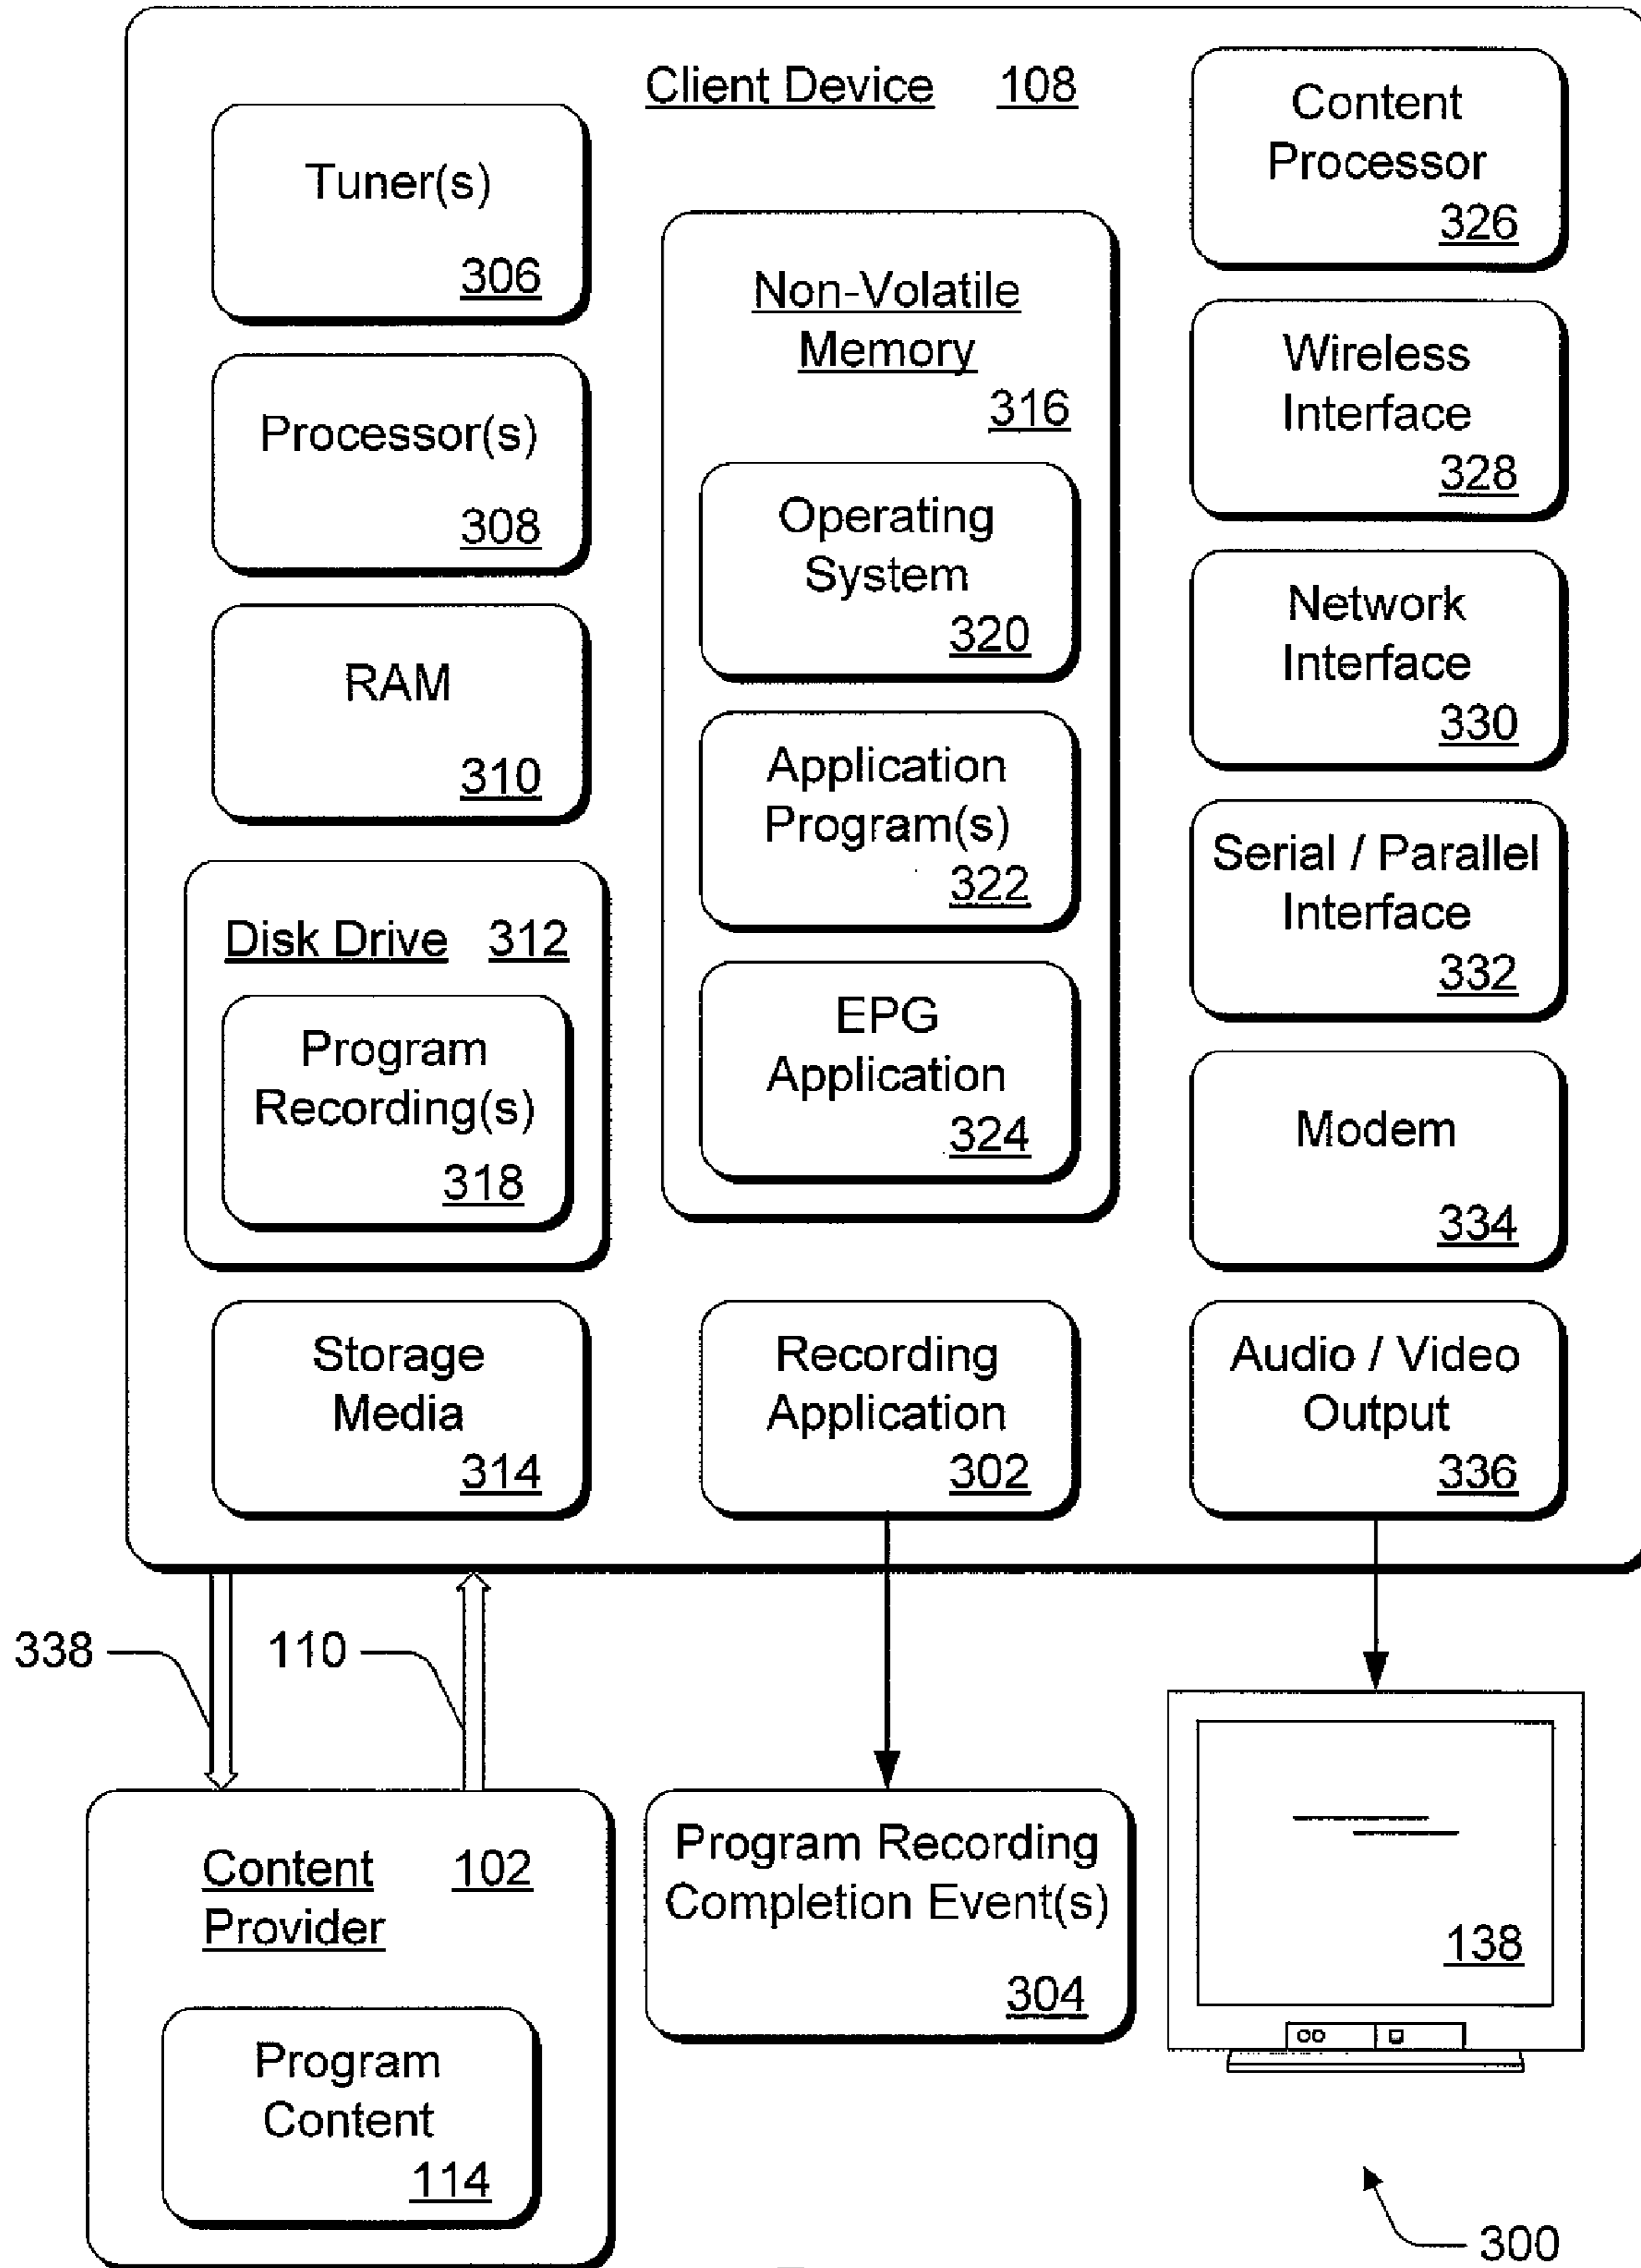 Client Device 108
Tuner(s)
306
Processor(s)
308
RAM
310
Disk Drive 312
Program
Recording(s)
318
Storage
Media
314
Non-Volatile
Memory
316
Operating
System
320
Application
Program(s)
322
EPG
Application
324
Recording
Application
302
Content
Processor
326
Wireless
Interface
328
Network
Interface
330
Serial / Parallel
Interface
332
Modem
334
Audio / Video
Output
336
338
110
Content 102
Provider
Program
Content
114
Program Recording
Completion Event(s)
304
138
300